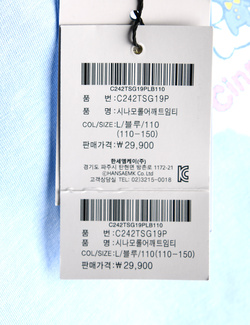 C242TSG19PLB110
품 번:C242TSG19P
품 명:시나모롤어깨트임티
COL/SIZE:L/블루/110
(110-150)
판매가격:₩ 29,900
한세엠케이(주)
경기도 파주시 탄현면 방촌로 1172-21
ⓒHANSAEMK Co.Ltd
고객상담실 TEL: 02)3215-0018
C242TSG19PLB110
품 번:C242TSG19P
품 명:시나모롤어깨트임티
COL/SIZE:L/블루/110(110-150)
판매가격:₩ 29,900